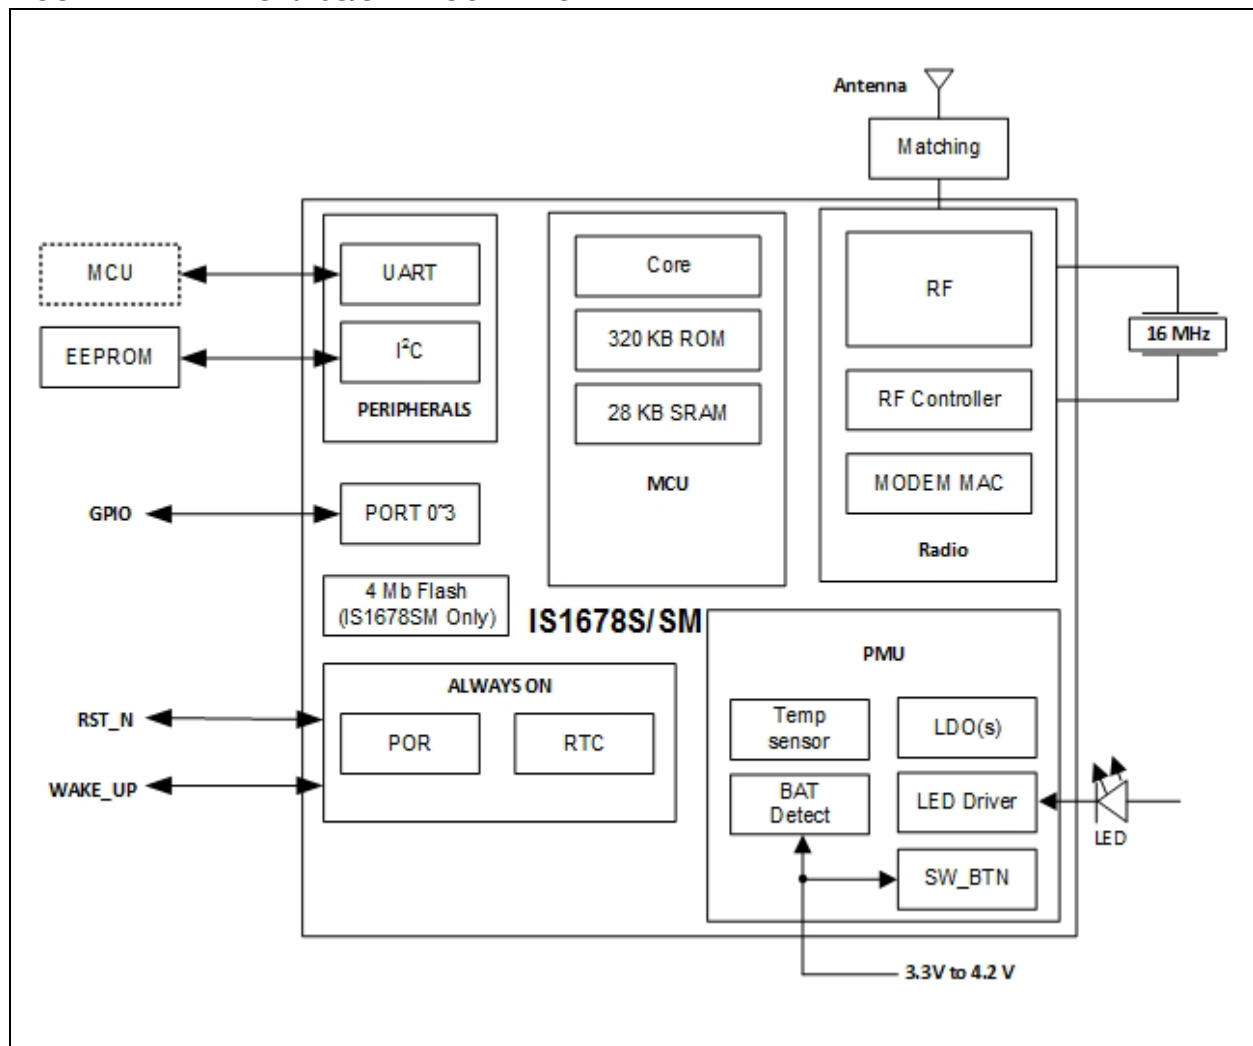 Antenna
Matching
MCU
EEPROM
UART
I²C
PERIPHERALS
Core
320 KB ROM
28 KB SRAM
MCU
RF
RF Controller
MODEM MAC
Radio
16 MHz
GPIO
PORT 0~3
4 Mb Flash
(IS1678SM Only)
IS1678S/SM
ALWAYS ON
POR
RTC
RST_N
WAKE_UP
PMU
Temp
sensor
LDO(s)
BAT
Detect
LED Driver
SW_BTN
LED
3.3V to 4.2 V